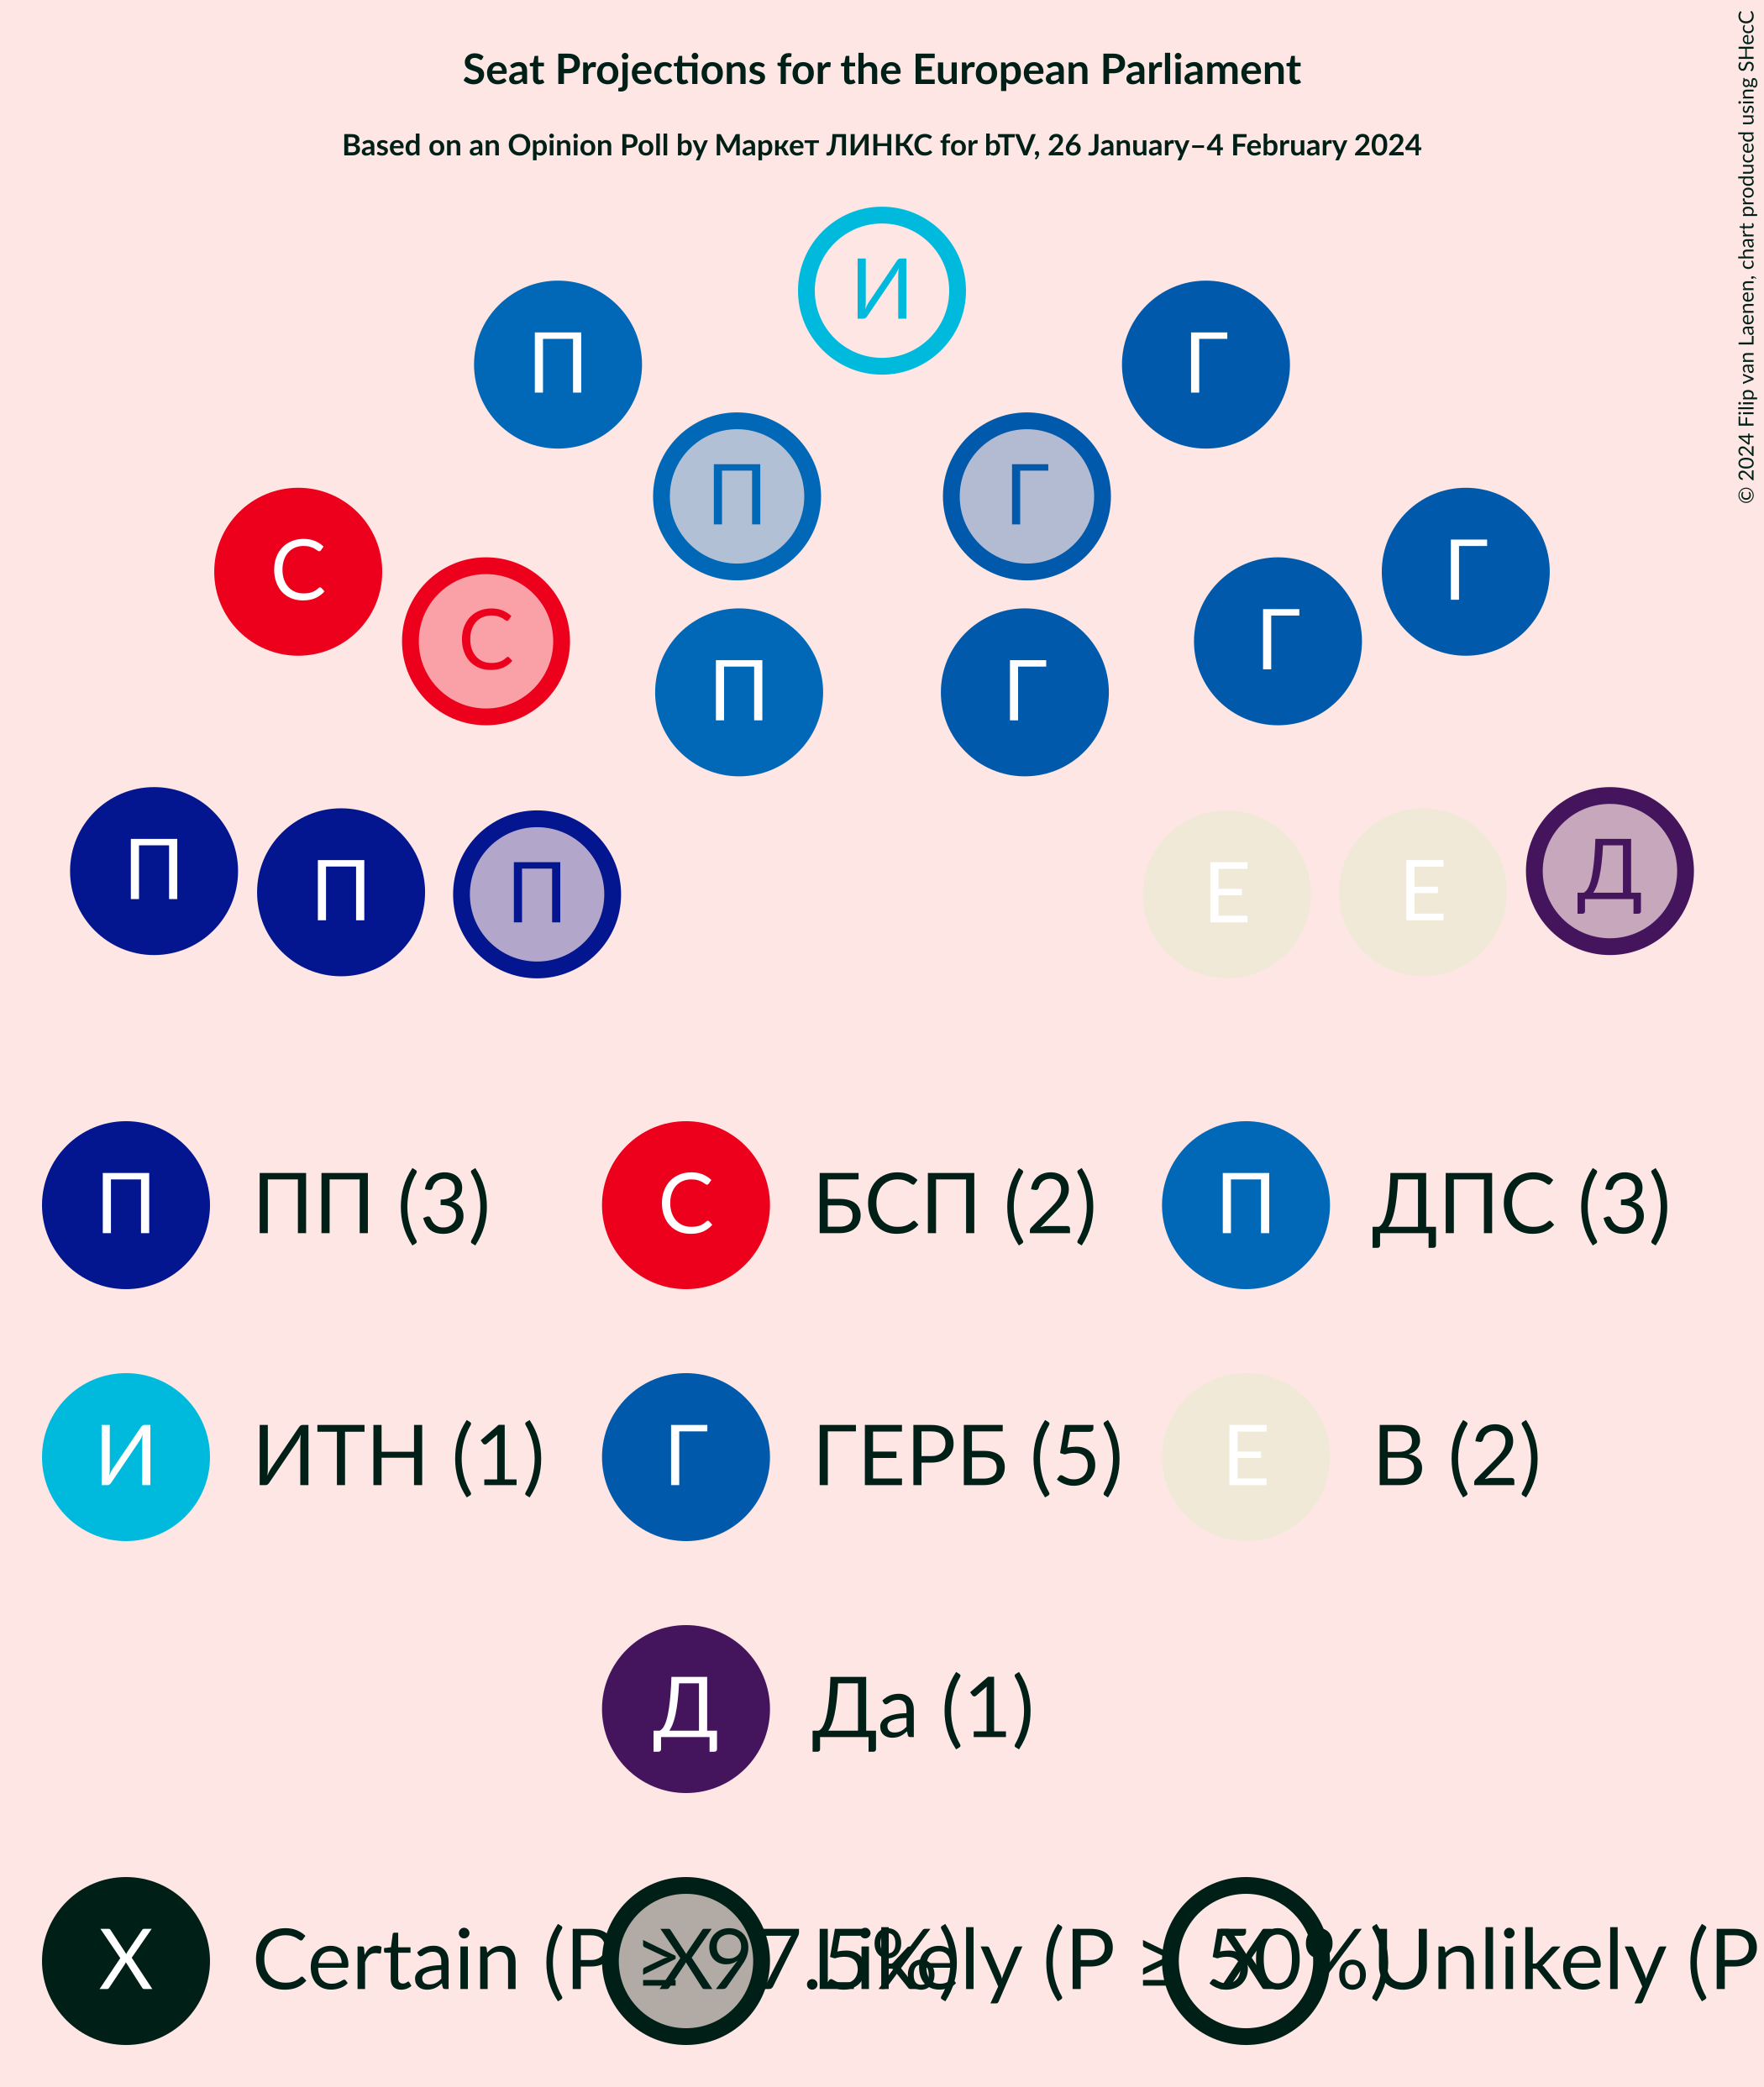 Seat Projections for the European Parliament
Based on an Opinion Poll by Маркет ЛИНКС for bTV, 26 January–4 February 2024
© 2024 Filip van Laenen, chart produced using SHecC
И
П
Г
П
Г
С
Г
С
Г
П
Г
П
П
П
Е
Е
Д
П ПП (3) С БСП (2) П ДПС (3)
И ИТН (1) Г ГЕРБ (5) Е В (2)
Д Да (1)
X Certain (P ≥ 97.5%) X Likely (P ≥ 50%) X Unlikely (P